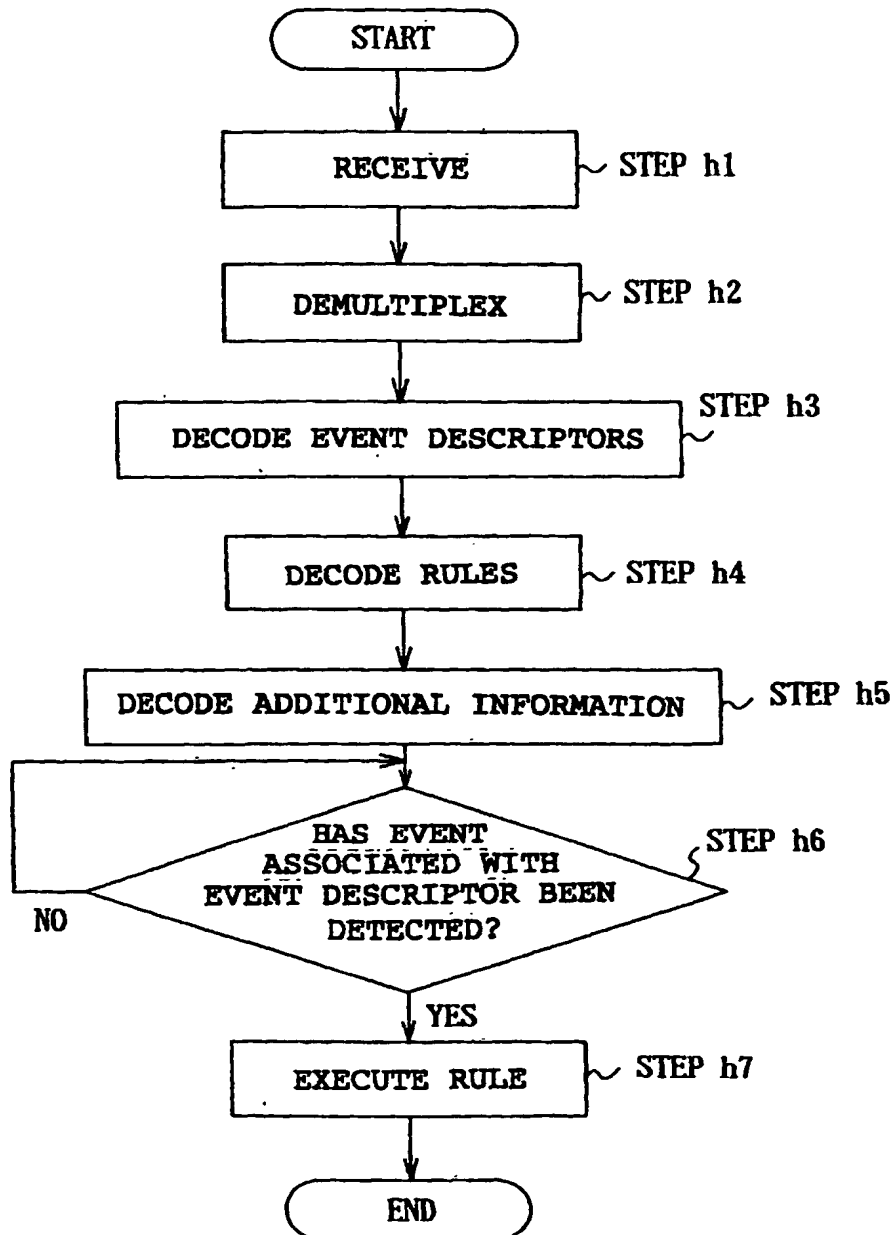 START
RECEIVE
STEP h1
DEMULTIPLEX
STEP h2
STEP h3
DECODE EVENT DESCRIPTORS
DECODE RULES
STEP h4
DECODE ADDITIONAL INFORMATION
STEP h5
HAS EVENT
ASSOCIATED WITH
EVENT DESCRIPTOR BEEN
DETECTED?
STEP h6
NO
YES
EXECUTE RULE
STEP h7
END